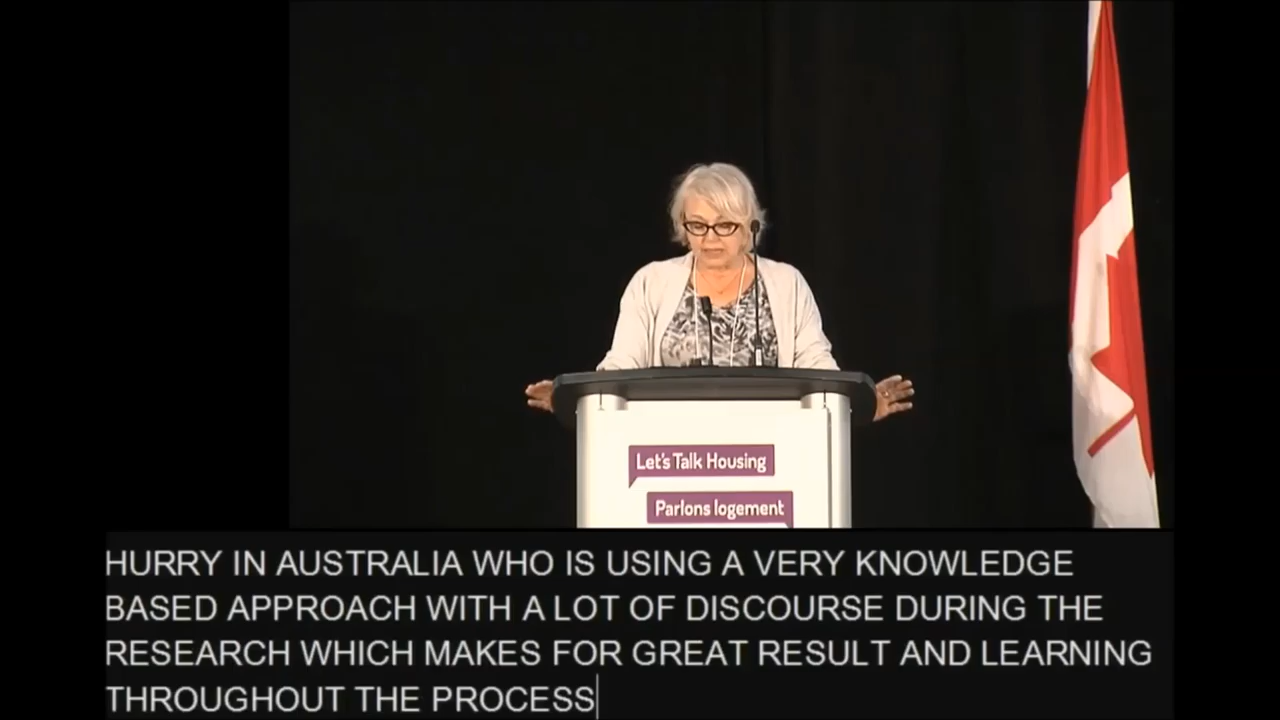 Let's Talk Housing
Parlons logement
HURRY IN AUSTRALIA WHO IS USING A VERY KNOWLEDGE
BASED APPROACH WITH A LOT OF DISCOURSE DURING THE
RESEARCH WHICH MAKES FOR GREAT RESULT AND LEARNING
THROUGHOUT THE PROCESS